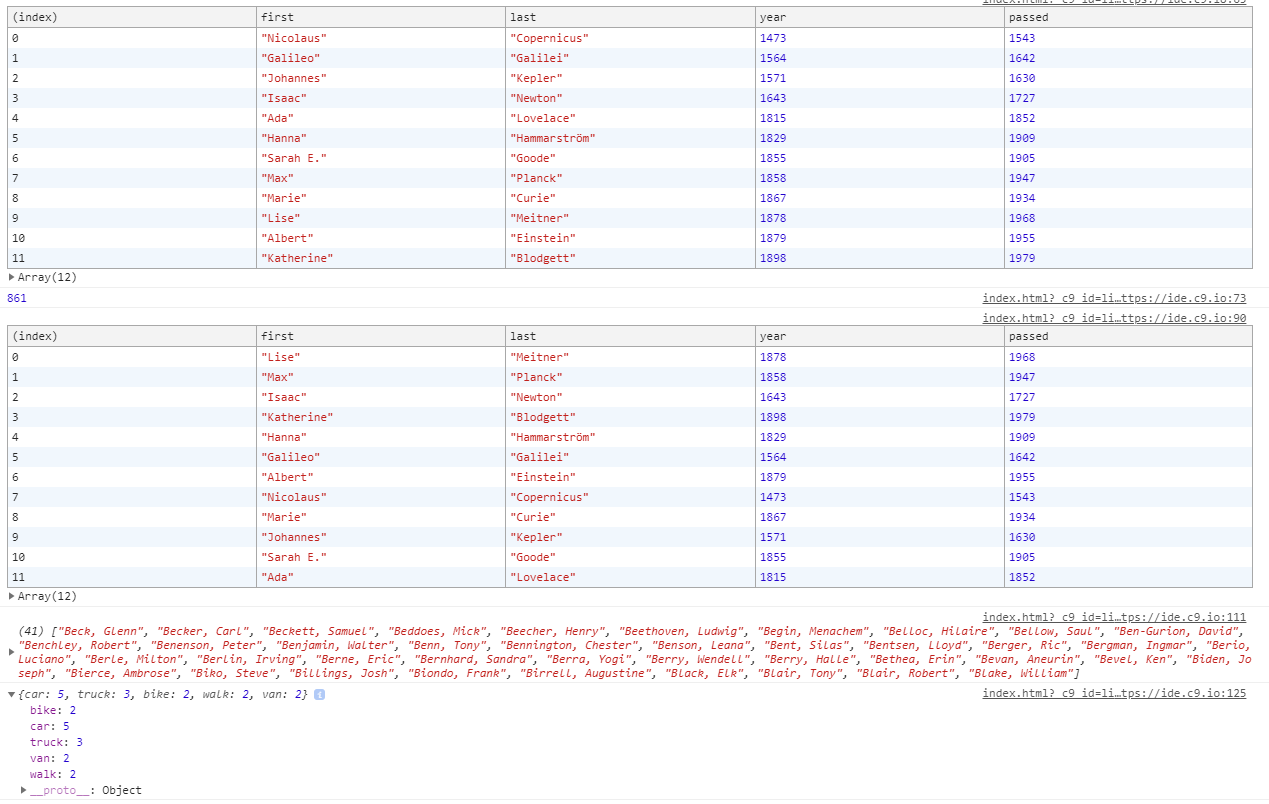 index.html? c9 id=li…ttps://ide.c9.io:65
(index) first last year passed
0 "Nicolaus" "Copernicus" 1473 1543
1 "Galileo" "Galilei" 1564 1642
2 "Johannes" "Kepler" 1571 1630
3 "Isaac" "Newton" 1643 1727
4 "Ada" "Lovelace" 1815 1852
5 "Hanna" "Hammarström" 1829 1909
6 "Sarah E." "Goode" 1855 1905
7 "Max" "Planck" 1858 1947
8 "Marie" "Curie" 1867 1934
9 "Lise" "Meitner" 1878 1968
10 "Albert" "Einstein" 1879 1955
11 "Katherine" "Blodgett" 1898 1979
Array(12)
861 index.html? c9 id=li…ttps://ide.c9.io:73
index.html? c9 id=li…ttps://ide.c9.io:90
(index) first last year passed
0 "Lise" "Meitner" 1878 1968
1 "Max" "Planck" 1858 1947
2 "Isaac" "Newton" 1643 1727
3 "Katherine" "Blodgett" 1898 1979
4 "Hanna" "Hammarström" 1829 1909
5 "Galileo" "Galilei" 1564 1642
6 "Albert" "Einstein" 1879 1955
7 "Nicolaus" "Copernicus" 1473 1543
8 "Marie" "Curie" 1867 1934
9 "Johannes" "Kepler" 1571 1630
10 "Sarah E." "Goode" 1855 1905
11 "Ada" "Lovelace" 1815 1852
Array(12)
index.html? c9 id=li…ttps://ide.c9.io:111
(41) ["Beck, Glenn", "Becker, Carl", "Beckett, Samuel", "Beddoes, Mick", "Beecher, Henry", "Beethoven, Ludwig", "Begin, Menachem", "Belloc, Hilaire", "Bellow, Saul", "Ben-Gurion, David",
"Benchley, Robert", "Benenson, Peter", "Benjamin, Walter", "Benn, Tony", "Bennington, Chester", "Benson, Leana", "Bent, Silas", "Bentsen, Lloyd", "Berger, Ric", "Bergman, Ingmar", "Berio,
Luciano", "Berle, Milton", "Berlin, Irving", "Berne, Eric", "Bernhard, Sandra", "Berra, Yogi", "Berry, Wendell", "Berry, Halle", "Bethea, Erin", "Bevan, Aneurin", "Bevel, Ken", "Biden, Jo
seph", "Bierce, Ambrose", "Biko, Steve", "Billings, Josh", "Biondo, Frank", "Birrell, Augustine", "Black, Elk", "Blair, Tony", "Blair, Robert", "Blake, William"]
{car: 5, truck: 3, bike: 2, walk: 2, van: 2} i index.html? c9 id=li…ttps://ide.c9.io:125
bike: 2
car: 5
truck: 3
van: 2
walk: 2
__proto__: Object